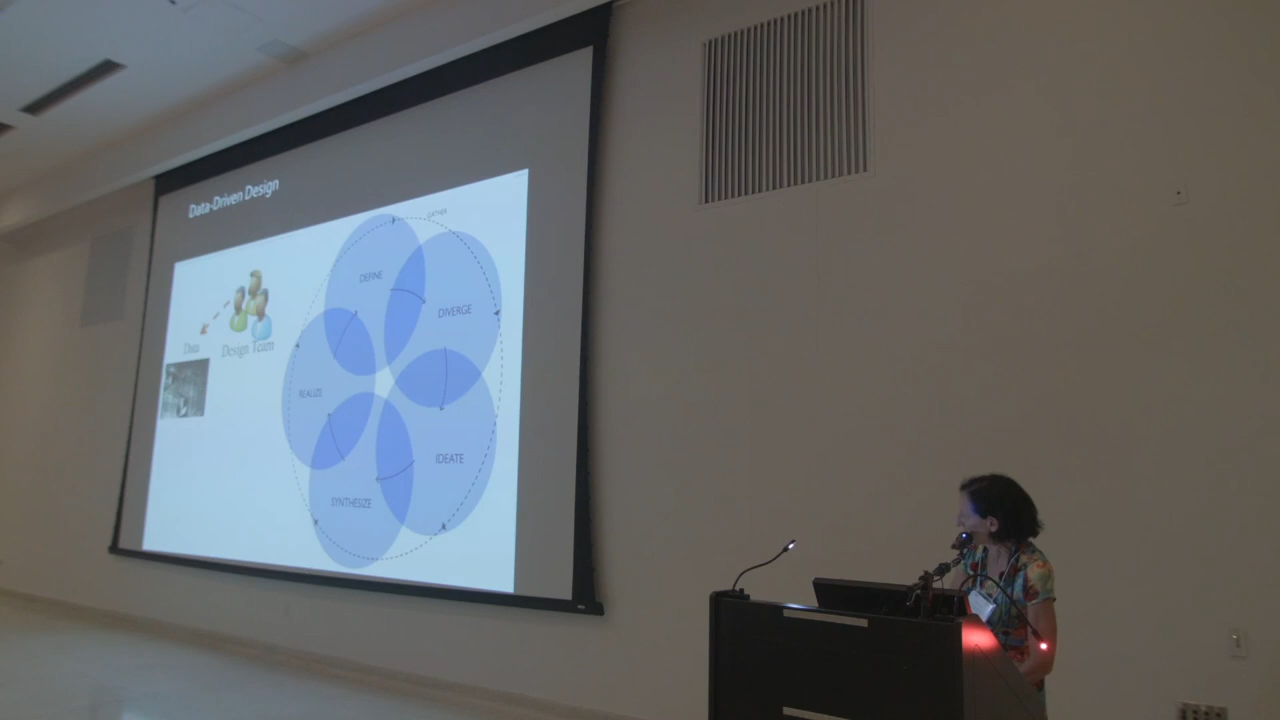 Data-Driven Design
GATHER
DEFINE
DIVERGE
Data
Design Team
REALIZE
IDEATE
SYNTHESIZE